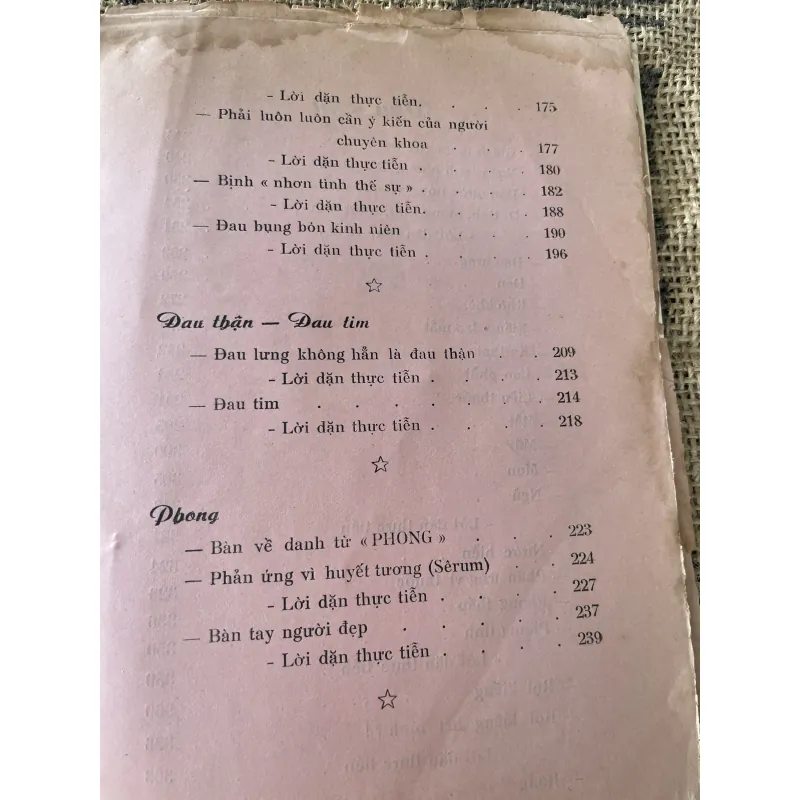 - Lời dặn thực tiễn. . . . 175
— Phải luôn luôn cần ý kiến của người
chuyên khoa . . . 177
- Lời dặn thực tiễn . . . . 180
— Bịnh « nhơn tình thế sự » . . . . 182
- Lời dặn thực tiễn. . . . 188
— Đau bụng bón kinh niên . . . . 190
- Lời dặn thực tiễn . . . . 196
☆
Đau thận — Đau tim
— Đau lưng không hẳn là đau thận . . 209
- Lời dặn thực tiễn . . . . 213
— Đau tim . . . . . . 214
- Lời dặn thực tiễn . . . . 218
☆
Phong
— Bàn về danh từ «PHONG» . . . 223
— Phản ứng vì huyết tương (Sêrum) . . 224
- Lời dặn thực tiễn . . . . 227
— Bàn tay người đẹp . . . . 237
- Lời dặn thực tiễn . . . . 239
☆